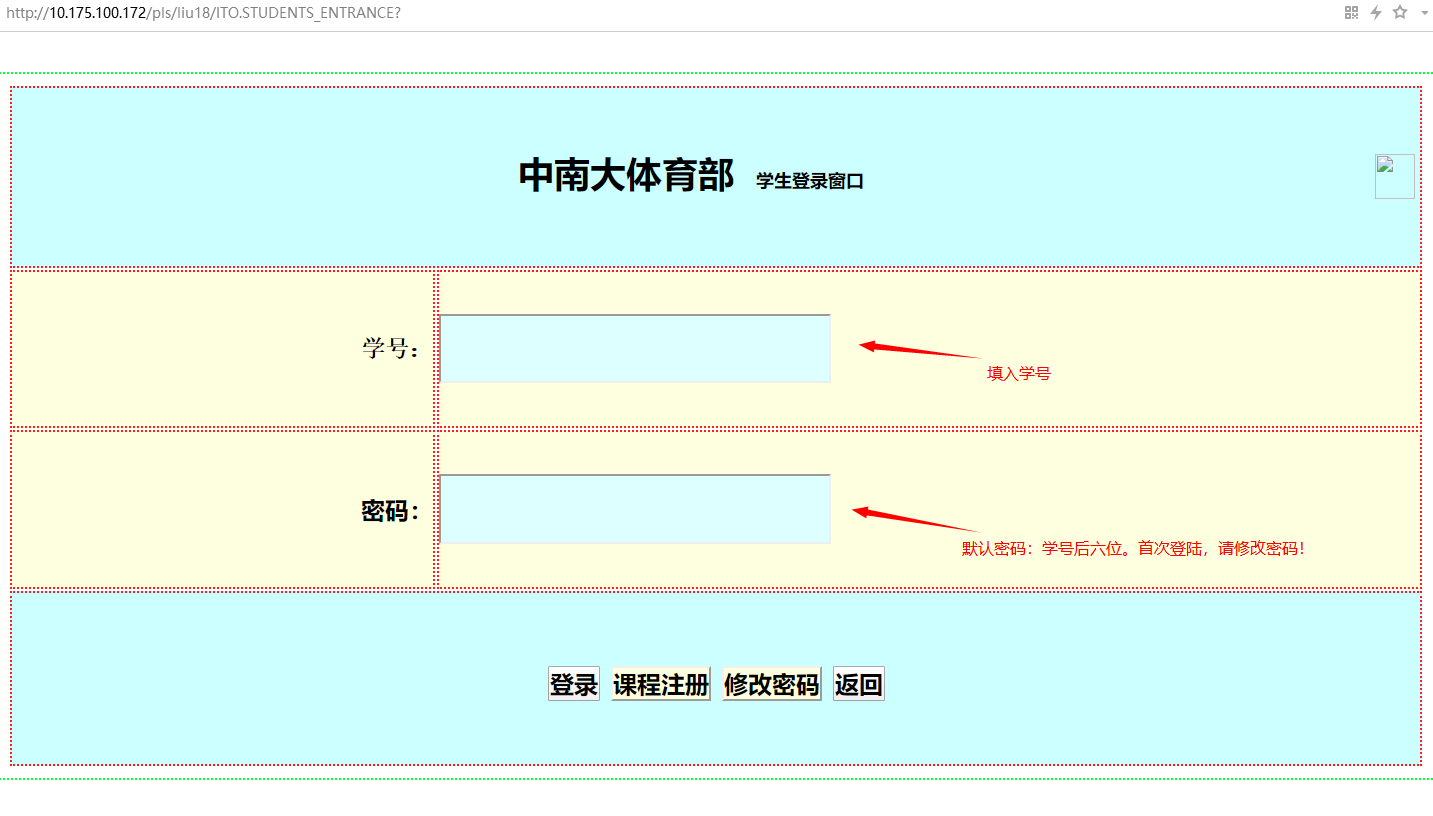 http://10.175.100.172/pls/liu18/ITO.STUDENTS_ENTRANCE?
中南大体育部 学生登录窗口
学号：
填入学号
密码：
默认密码：学号后六位。首次登陆，请修改密码！
登录 课程注册 修改密码 返回